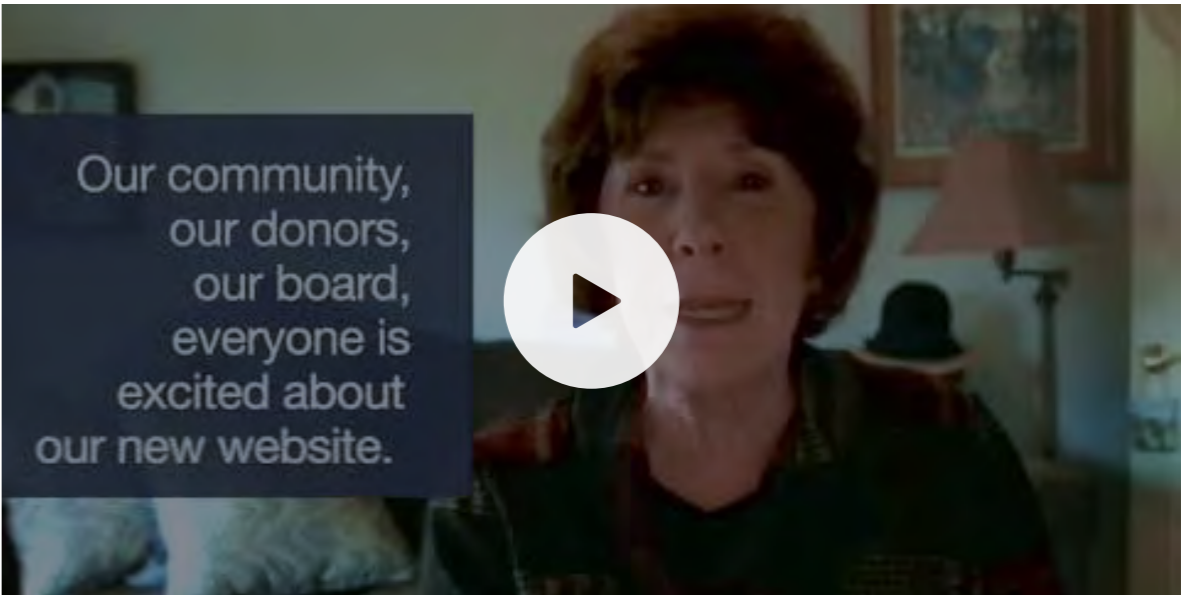 Our community,
our donors,
our board,
everyone is
excited about
our new website.